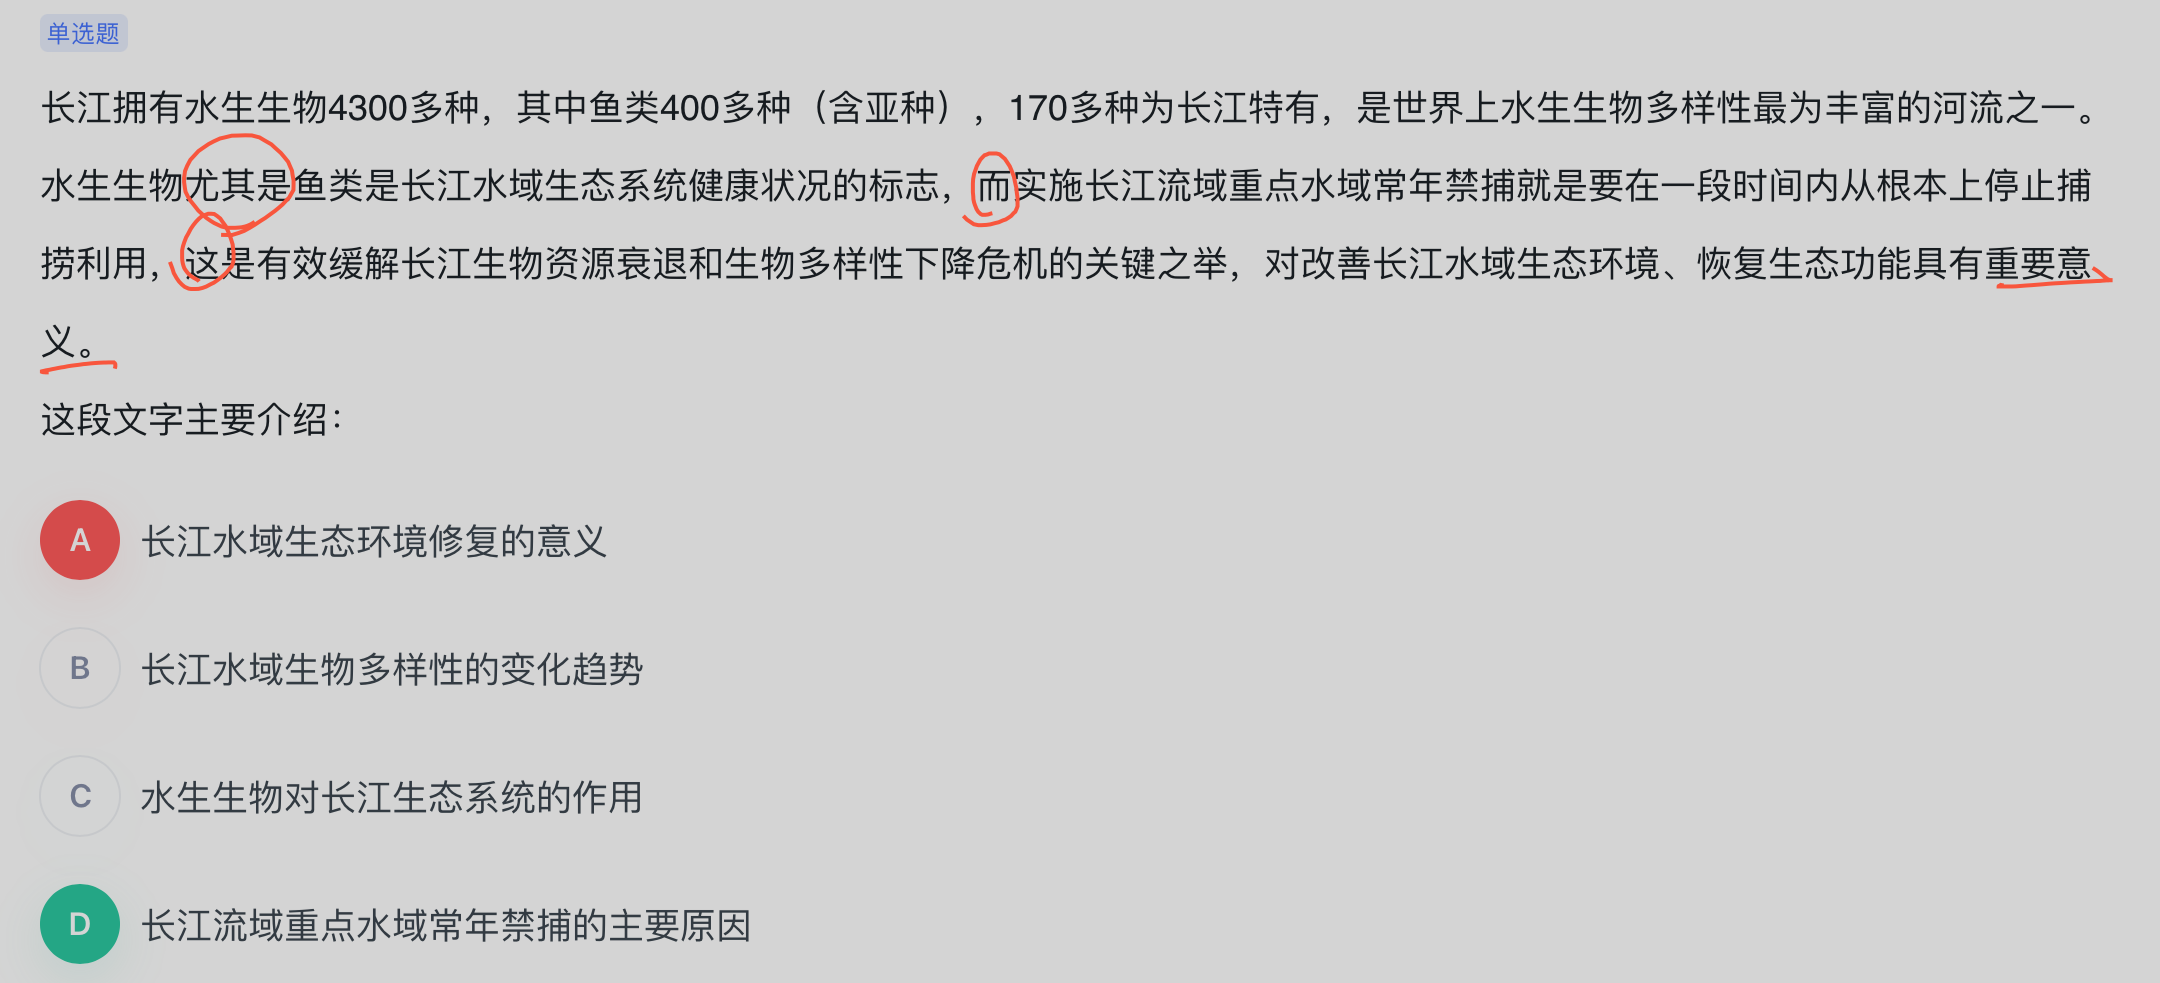 单选题
长江拥有水生生物4300多种，其中鱼类400多种（含亚种），170多种为长江特有，是世界上水生生物多样性最为丰富的河流之一。
水生生物尤其是鱼类是长江水域生态系统健康状况的标志，而实施长江流域重点水域常年禁捕就是要在一段时间内从根本上停止捕
捞利用，这是有效缓解长江生物资源衰退和生物多样性下降危机的关键之举，对改善长江水域生态环境、恢复生态功能具有重要意
义。
这段文字主要介绍：
A 长江水域生态环境修复的意义
B 长江水域生物多样性的变化趋势
C 水生生物对长江生态系统的作用
D 长江流域重点水域常年禁捕的主要原因